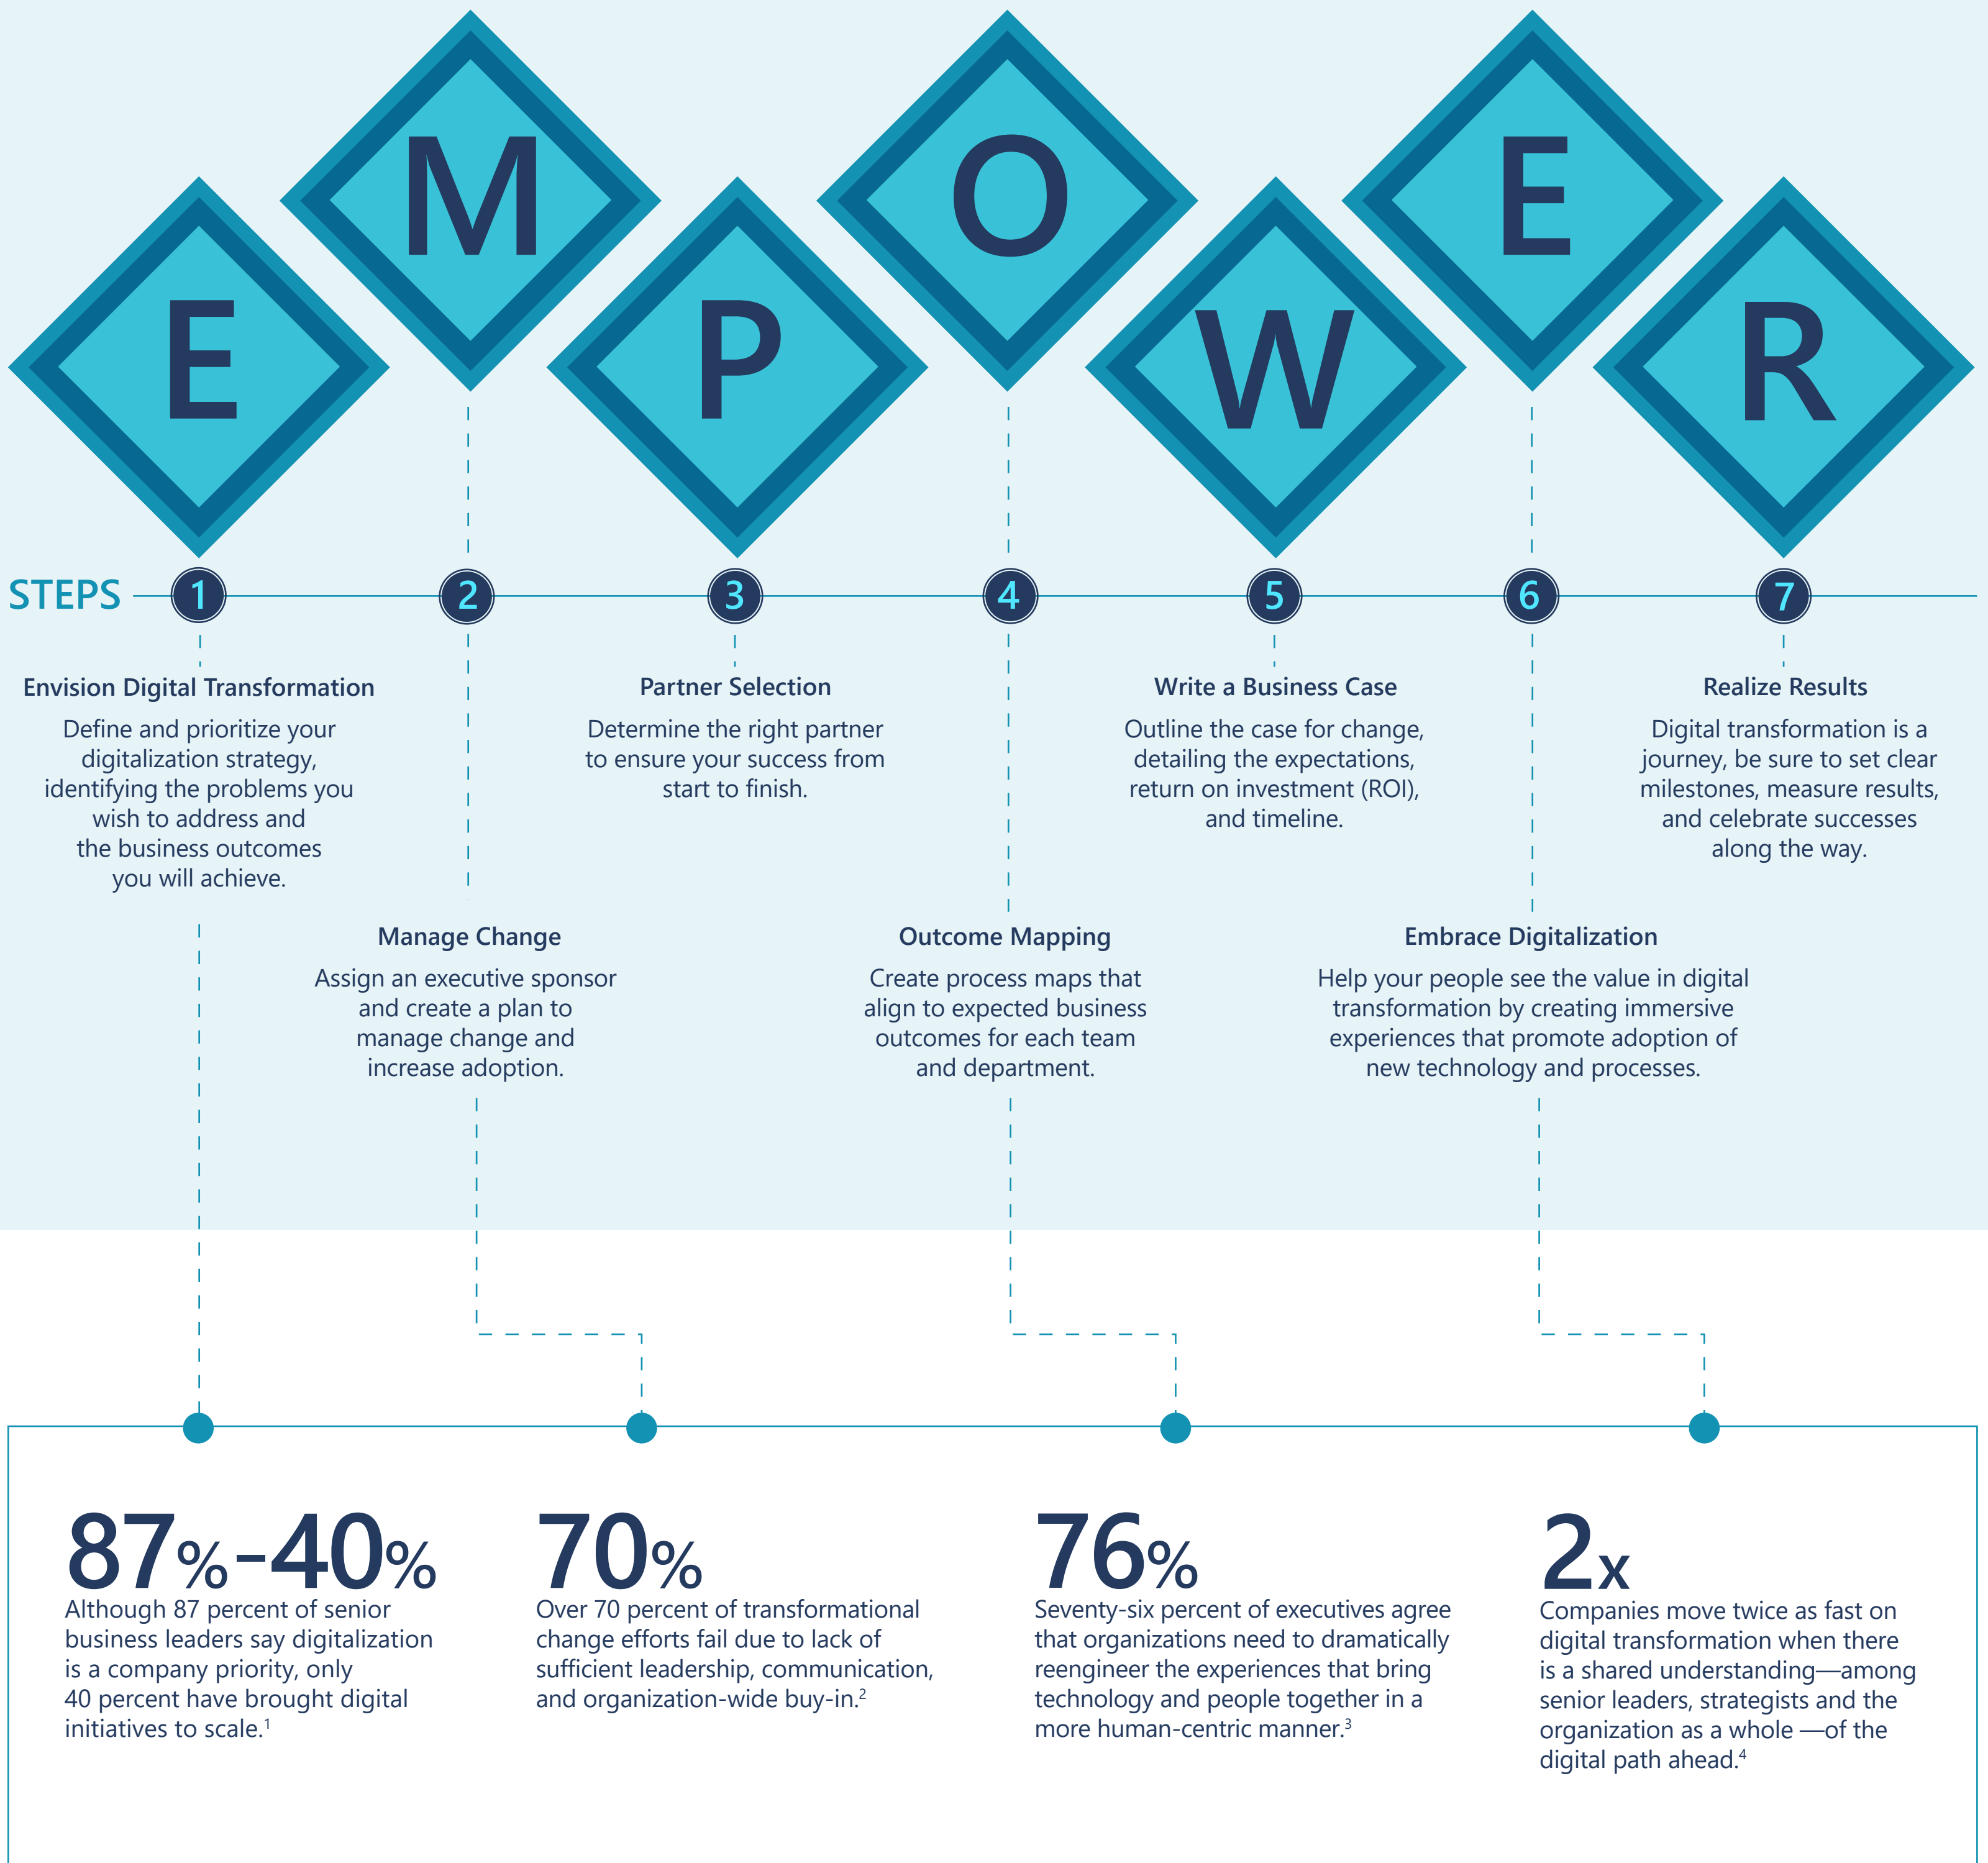 E
M
P
O
W
E
R
STEPS
1
2
3
4
5
6
7
Envision Digital Transformation
Define and prioritize your
digitalization strategy,
identifying the problems you
wish to address and
the business outcomes
you will achieve.
Manage Change
Assign an executive sponsor
and create a plan to
manage change and
increase adoption.
Partner Selection
Determine the right partner
to ensure your success from
start to finish.
Outcome Mapping
Create process maps that
align to expected business
outcomes for each team
and department.
Write a Business Case
Outline the case for change,
detailing the expectations,
return on investment (ROI),
and timeline.
Embrace Digitalization
Help your people see the value in digital
transformation by creating immersive
experiences that promote adoption of
new technology and processes.
Realize Results
Digital transformation is a
journey, be sure to set clear
milestones, measure results,
and celebrate successes
along the way.
87%-40%
Although 87 percent of senior
business leaders say digitalization
is a company priority, only
40 percent have brought digital
initiatives to scale.1
70%
Over 70 percent of transformational
change efforts fail due to lack of
sufficient leadership, communication,
and organization-wide buy-in.2
76%
Seventy-six percent of executives agree
that organizations need to dramatically
reengineer the experiences that bring
technology and people together in a
more human-centric manner.3
2x
Companies move twice as fast on
digital transformation when there
is a shared understanding—among
senior leaders, strategists and the
organization as a whole —of the
digital path ahead.4